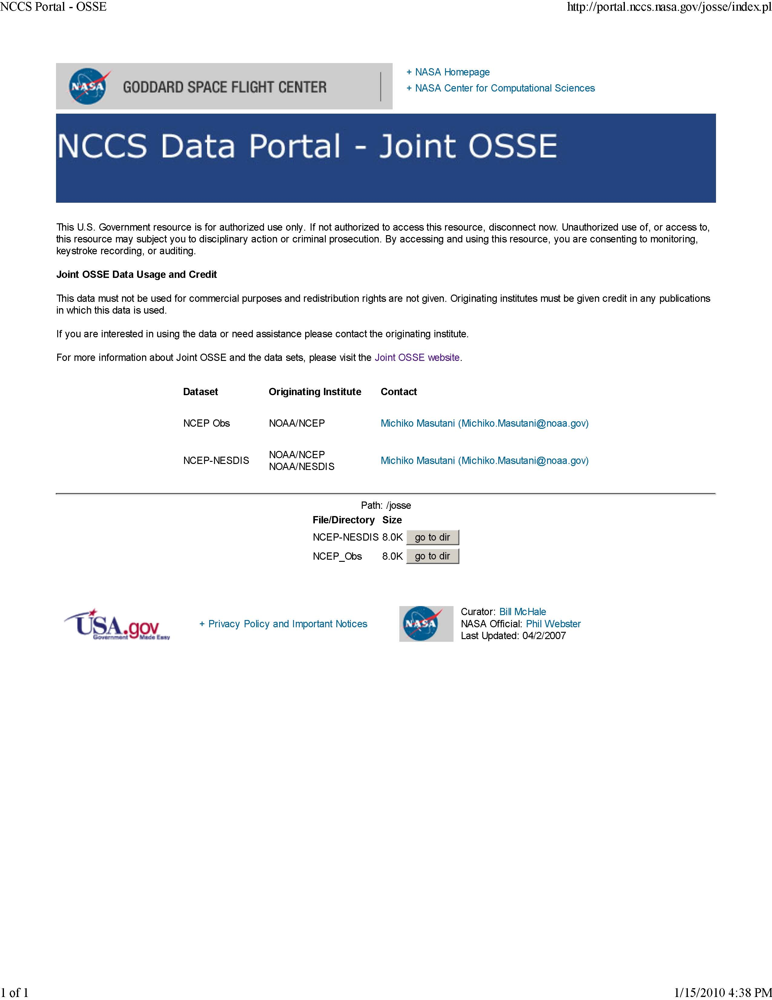 NCCS Portal - OSSE
http://portal.nccs.nasa.gov/josse/index.pl
NASA
GODDARD SPACE FLIGHT CENTER
+ NASA Homepage
+ NASA Center for Computational Sciences
NCCS Data Portal - Joint OSSE
This U.S. Government resource is for authorized use only. If not authorized to access this resource, disconnect now. Unauthorized use of, or access to,
this resource may subject you to disciplinary action or criminal prosecution. By accessing and using this resource, you are consenting to monitoring,
keystroke recording, or auditing.
Joint OSSE Data Usage and Credit
This data must not be used for commercial purposes and redistribution rights are not given. Originating institutes must be given credit in any publications
in which this data is used.
If you are interested in using the data or need assistance please contact the originating institute.
For more information about Joint OSSE and the data sets, please visit the Joint OSSE website.
Dataset Originating Institute Contact
NCEP Obs NOAA/NCEP Michiko Masutani (Michiko.Masutani@noaa.gov)
NCEP-NESDIS NOAA/NCEP
NOAA/NESDIS Michiko Masutani (Michiko.Masutani@noaa.gov)
Path: /josse
File/Directory Size
NCEP-NESDIS 8.0K go to dir
NCEP_Obs 8.0K go to dir
USA.gov
Government Made Easy
+ Privacy Policy and Important Notices
NASA
Curator: Bill McHale
NASA Official: Phil Webster
Last Updated: 04/2/2007
1 of 1
1/15/2010 4:38 PM